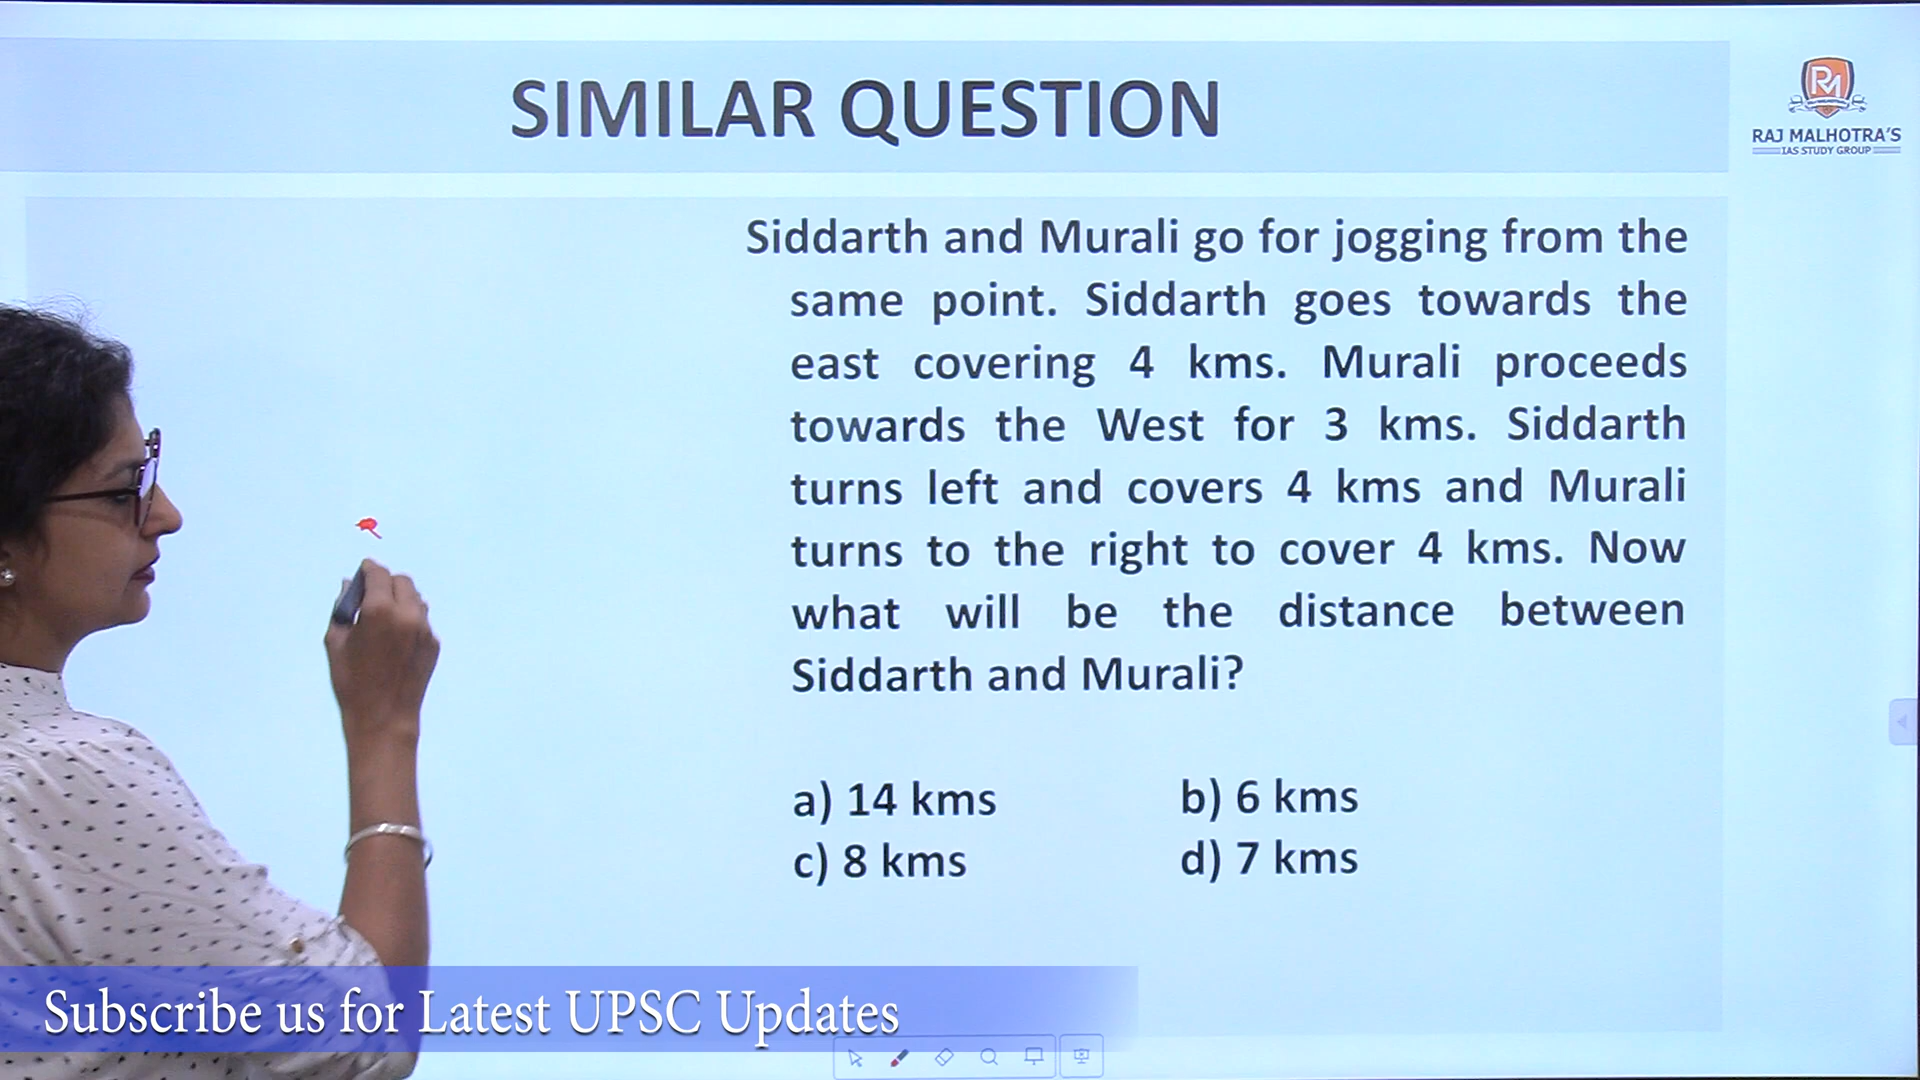 SIMILAR QUESTION
RM
RAJ MALHOTRA'S
IAS STUDY GROUP
Siddarth and Murali go for jogging from the
same point. Siddarth goes towards the
east covering 4 kms. Murali proceeds
towards the West for 3 kms. Siddarth
turns left and covers 4 kms and Murali
turns to the right to cover 4 kms. Now
what will be the distance between
Siddarth and Murali?
a) 14 kms b) 6 kms
c) 8 kms d) 7 kms
Subscribe us for Latest UPSC Updates